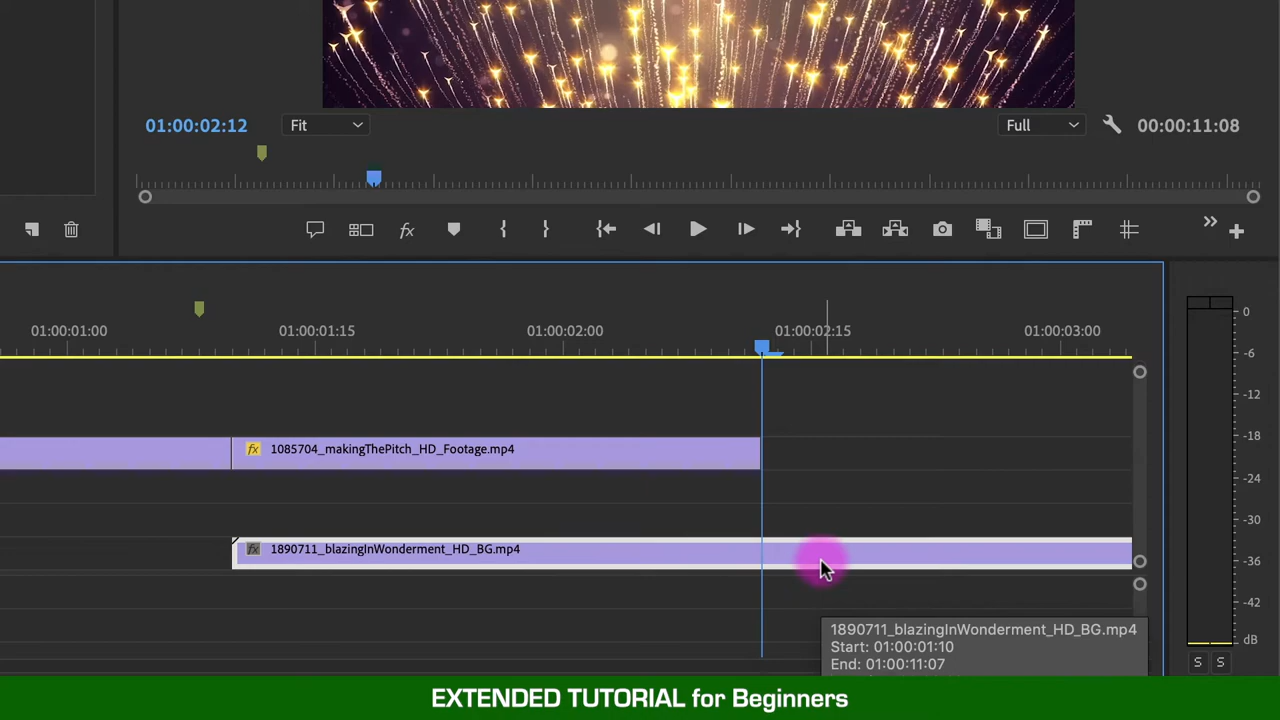 01:00:02:12
Fit
Full
00:00:11:08
fx
01:00:01:00
01:00:01:15
01:00:02:00
01:00:02:15
01:00:03:00
fx 1085704_makingThePitch_HD_Footage.mp4
fx 1890711_blazingInWonderment_HD_BG.mp4
1890711_blazingInWonderment_HD_BG.mp4
Start: 01:00:01:10
End: 01:00:11:07
0
-6
-12
-18
-24
-30
-36
-42
dB
S S
EXTENDED TUTORIAL for Beginners